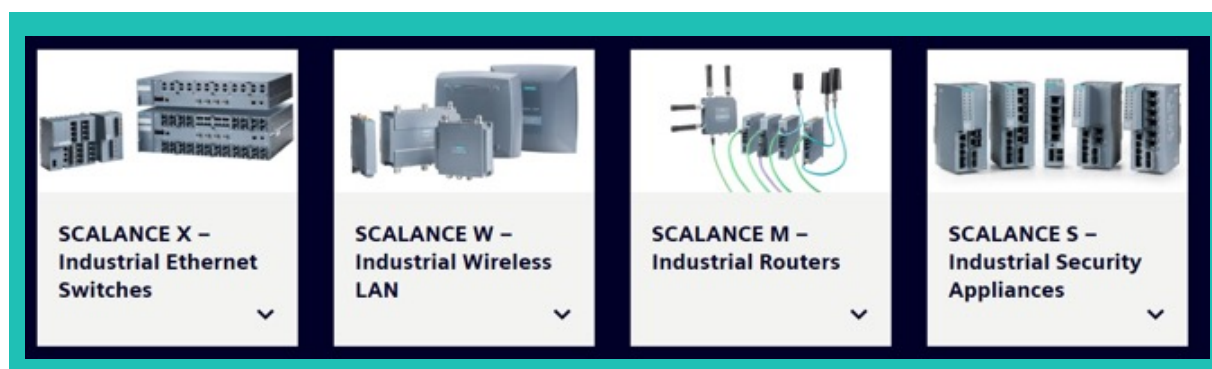 SCALANCE X –
Industrial Ethernet
Switches
SCALANCE W –
Industrial Wireless
LAN
SCALANCE M –
Industrial Routers
SCALANCE S –
Industrial Security
Appliances